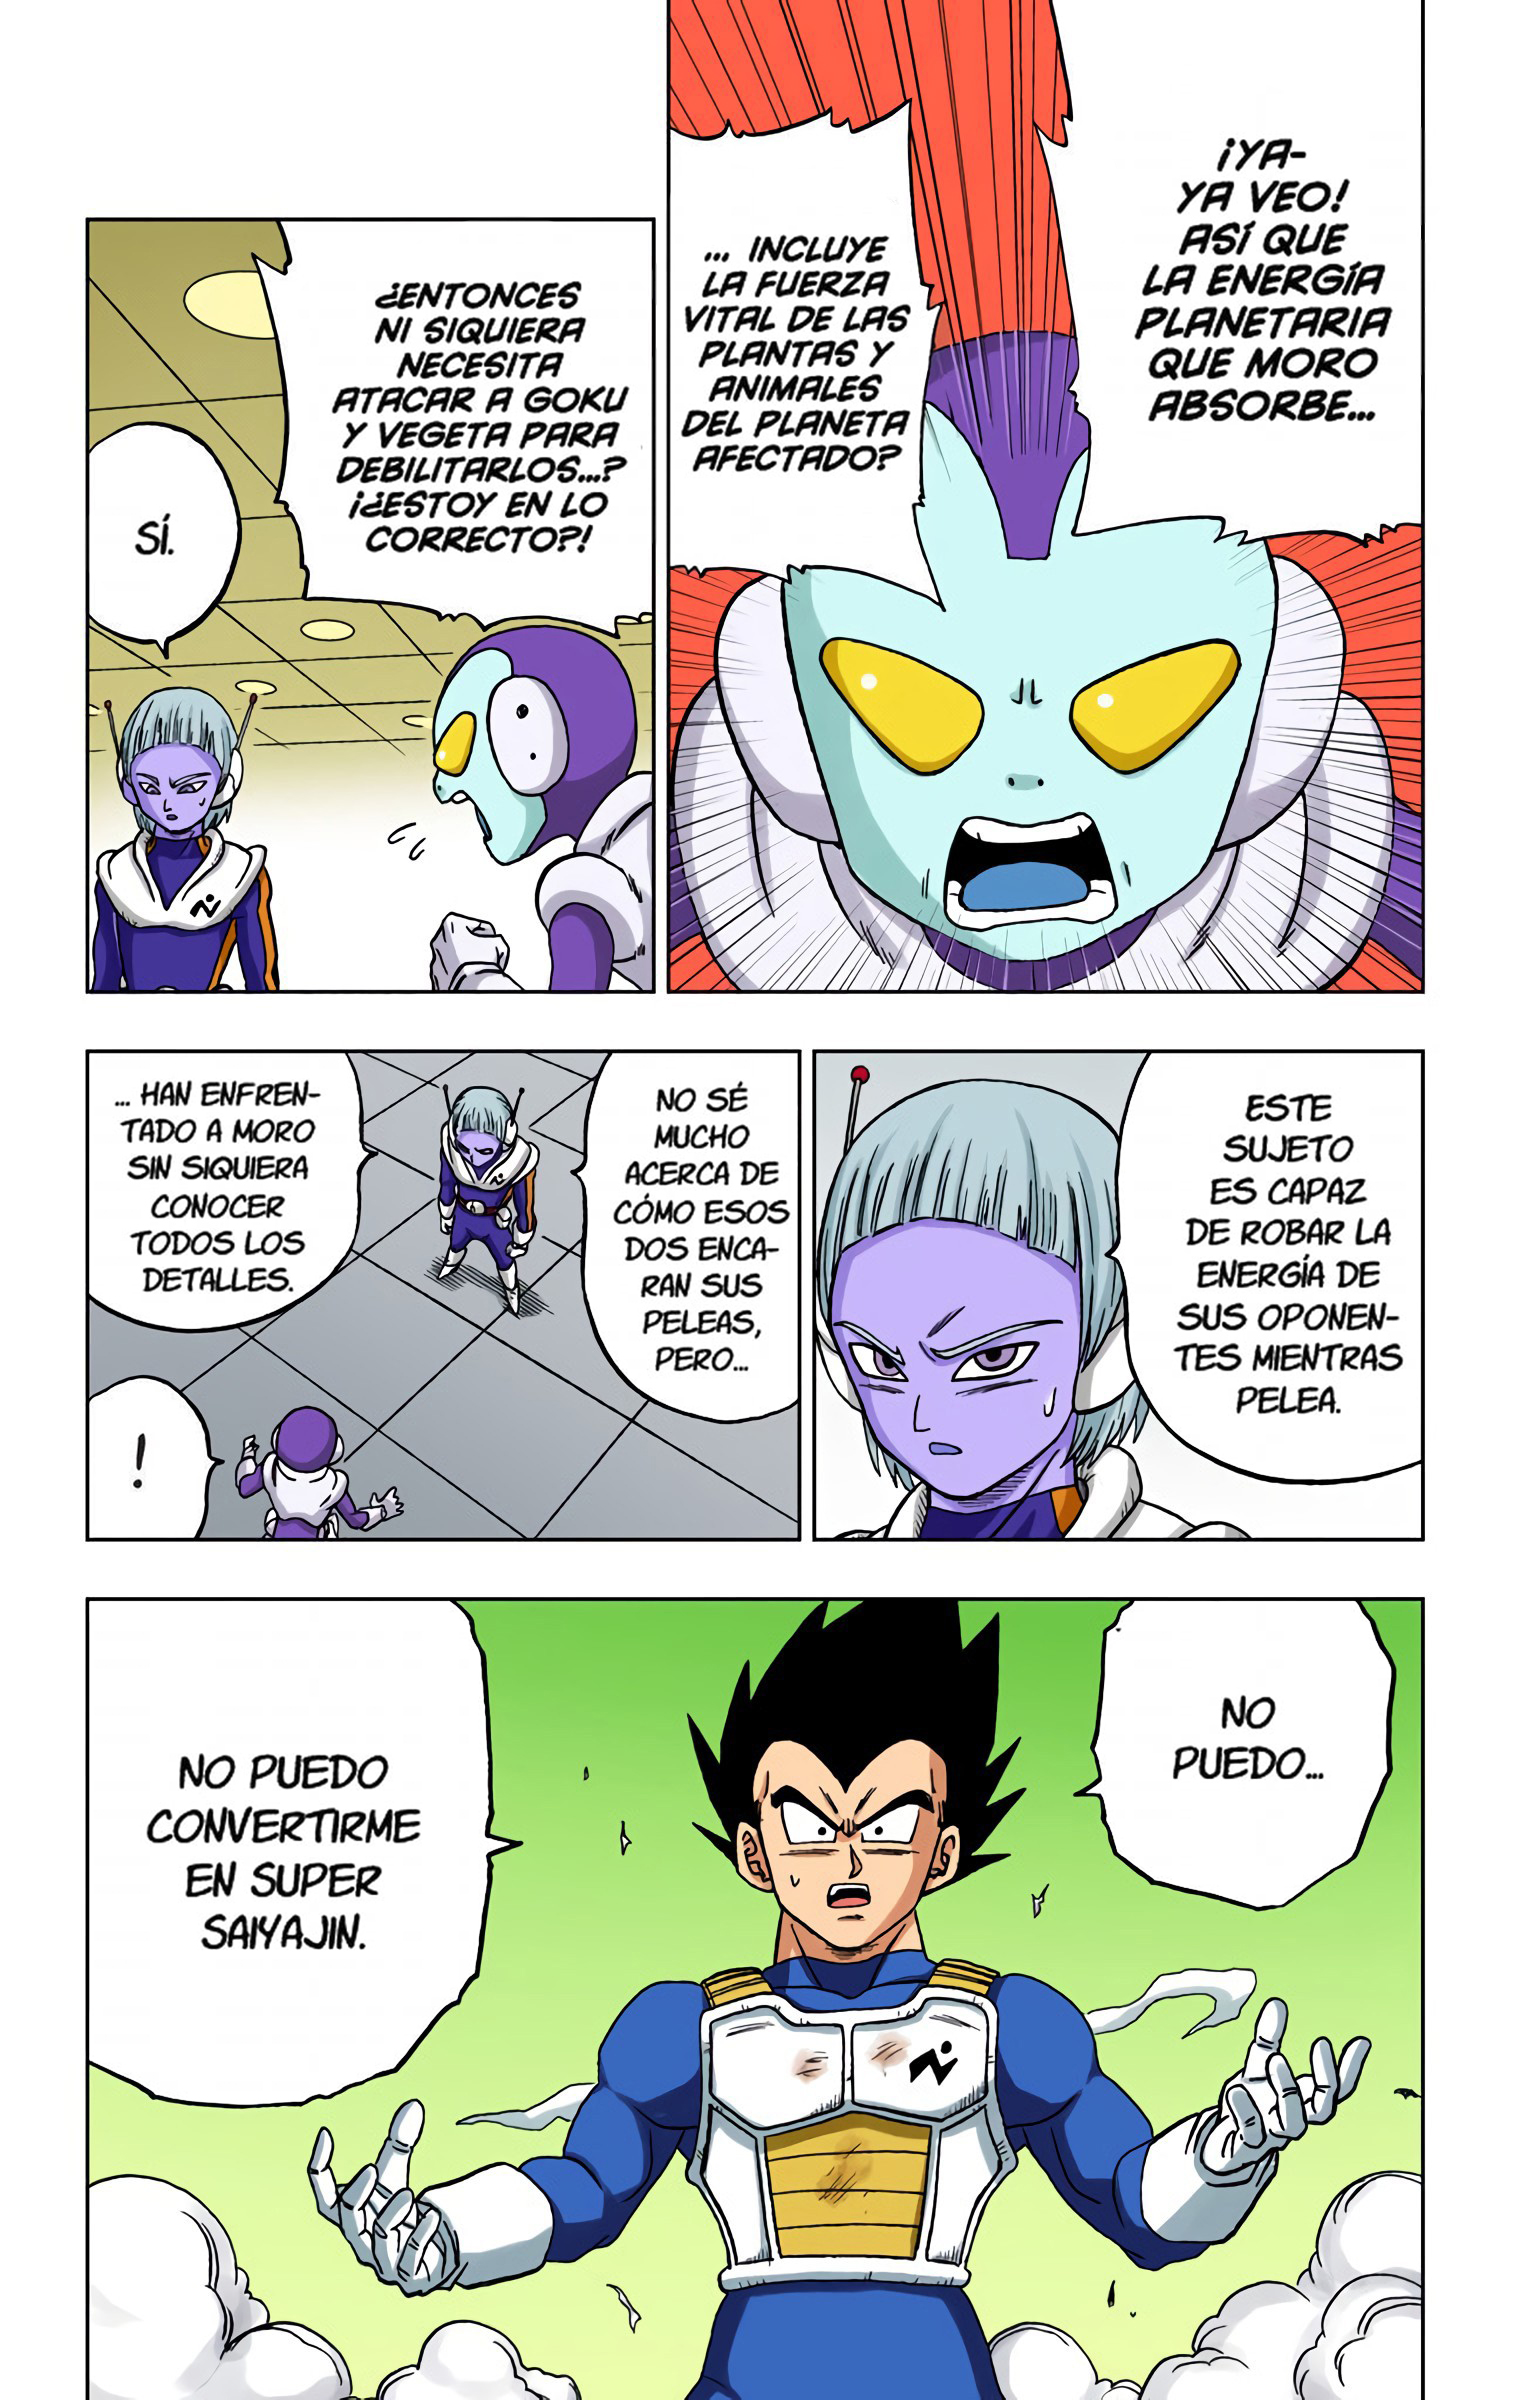 ¡YA-
YA VEO!
ASÍ QUE
LA ENERGÍA
PLANETARIA
QUE MORO
ABSORBE...
... INCLUYE
LA FUERZA
VITAL DE LAS
PLANTAS Y
ANIMALES
DEL PLANETA
AFECTADO?
¿ENTONCES
NI SIQUIERA
NECESITA
ATACAR A GOKU
Y VEGETA PARA
DEBILITARLOS...?
¡¿ESTOY EN LO
CORRECTO?!
SÍ.
ESTE
SUJETO
ES CAPAZ
DE ROBAR LA
ENERGÍA DE
SUS OPONEN-
TES MIENTRAS
PELEA.
NO SÉ
MUCHO
ACERCA DE
CÓMO ESOS
DOS ENCA-
RAN SUS
PELEAS,
PERO...
... HAN ENFREN-
TADO A MORO
SIN SIQUIERA
CONOCER
TODOS LOS
DETALLES.
!
NO
PUEDO...
NO PUEDO
CONVERTIRME
EN SUPER
SAIYAJIN.